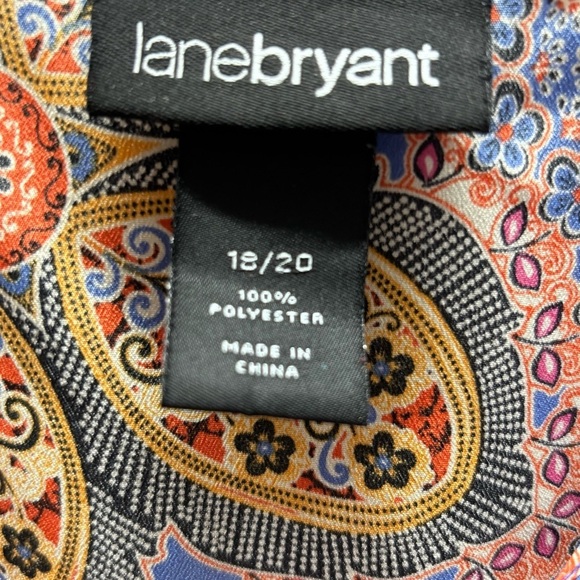 lanebryant
18/20
100%
POLYESTER
MADE IN
CHINA